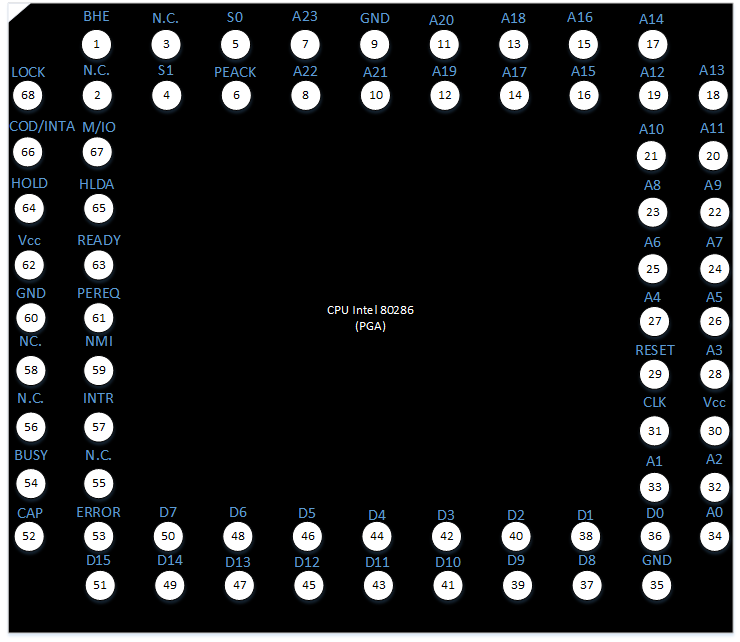 BHE N.C. S0 A23 GND A20 A18 A16 A14
1 3 5 7 9 11 13 15 17
LOCK N.C. S1 PEACK A22 A21 A19 A17 A15 A12 A13
68 2 4 6 8 10 12 14 16 19 18
COD/INTA M/IO A10 A11
66 67 21 20
HOLD HLDA A8 A9
64 65 23 22
Vcc READY A6 A7
62 63 25 24
GND PEREQ A4 A5
60 61 27 26
CPU Intel 80286
(PGA)
NC. NMI RESET A3
58 59 29 28
N.C. INTR CLK Vcc
56 57 31 30
BUSY N.C. A1 A2
54 55 33 32
CAP ERROR D7 D6 D5 D4 D3 D2 D1 D0 A0
52 53 50 48 46 44 42 40 38 36 34
D15 D14 D13 D12 D11 D10 D9 D8 GND
51 49 47 45 43 41 39 37 35